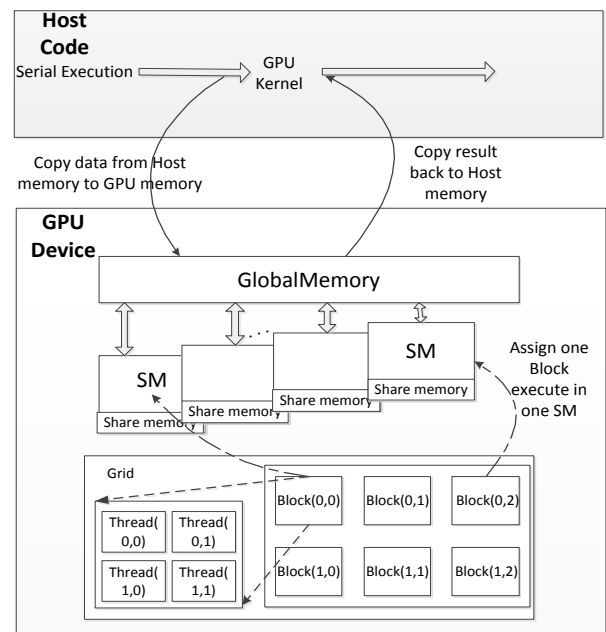 Host
Code
Serial Execution
GPU
Kernel
Copy data from Host
memory to GPU memory
Copy result
back to Host
memory
GPU
Device
GlobalMemory
SM
Share memory
Share memory
. . .
Share memory
SM
Share memory
Assign one
Block
execute in
one SM
Grid
Thread(
0,0)
Thread(
0,1)
Thread(
1,0)
Thread(
1,1)
Block(0,0)
Block(0,1)
Block(0,2)
Block(1,0)
Block(1,1)
Block(1,2)